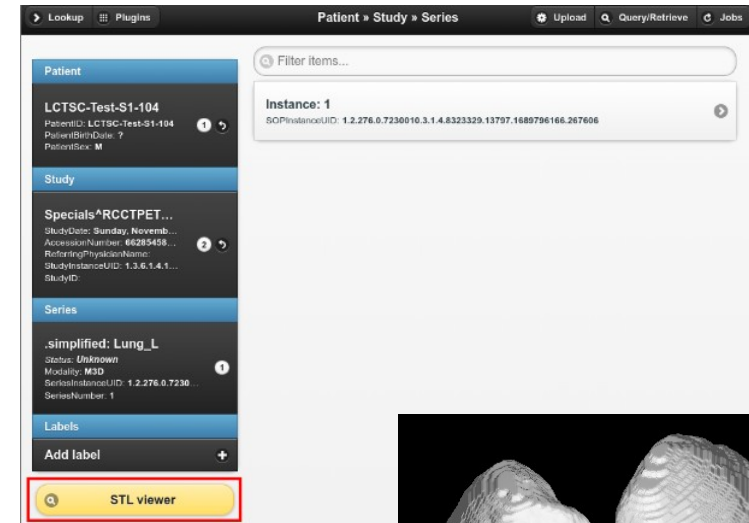 Lookup Plugins Patient » Study » Series Upload Query/Retrieve Jobs
Patient
LCTSC-Test-S1-104
PatientID: LCTSC-Test-S1-104
PatientBirthDate: ?
PatientSex: M
1
Study
Specials^RCCTPET...
StudyDate: Sunday, Novemb...
AccessionNumber: 66285458...
ReferringPhysicianName:
StudyInstanceUID: 1.3.6.1.4.1...
StudyID:
2
Series
.simplified: Lung_L
Status: Unknown
Modality: M3D
SeriesInstanceUID: 1.2.276.0.7230...
SeriesNumber: 1
1
Labels
Add label
STL viewer
Filter items...
Instance: 1
SOPInstanceUID: 1.2.276.0.7230010.3.1.4.8323329.13797.1689796166.267606